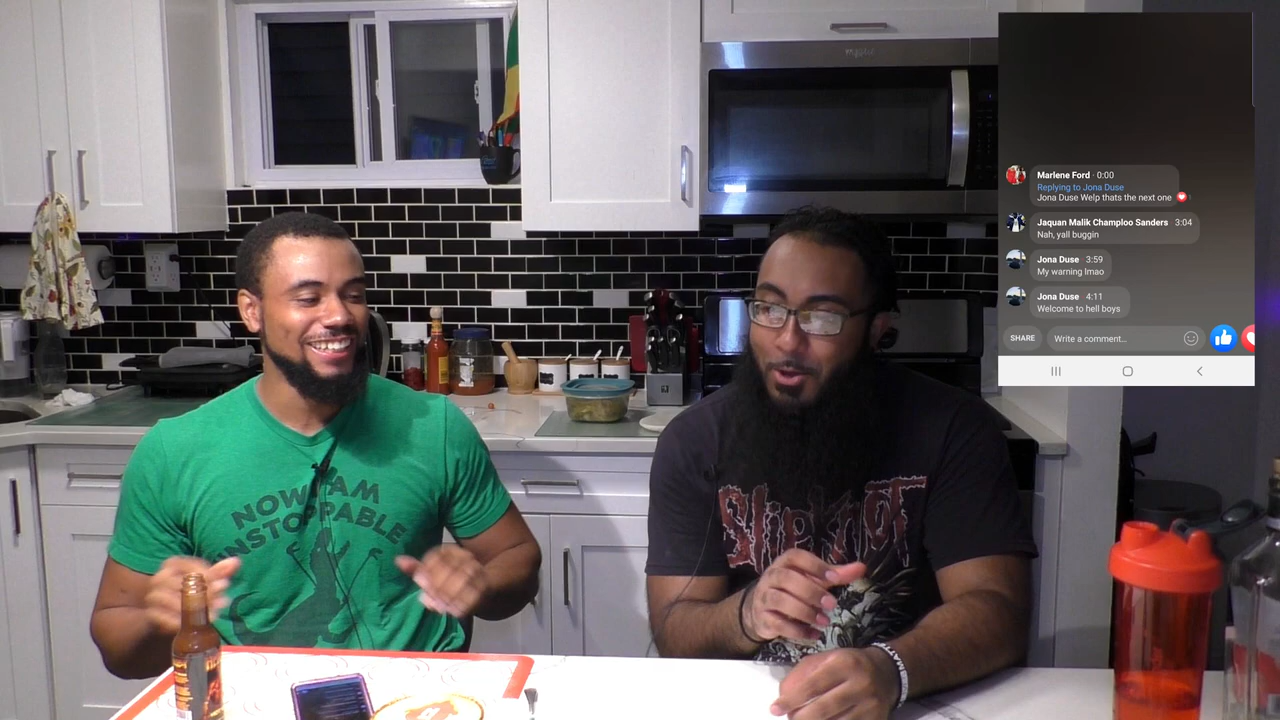 Marlene Ford · 0:00
Replying to Jona Duse
Jona Duse Welp thats the next one
Jaquan Malik Champloo Sanders 3:04
Nah, yall buggin
Jona Duse 3:59
My warning lmao
Jona Duse 4:11
Welcome to hell boys
SHARE Write a comment...
NOW I AM
UNSTOPPABLE
SlipKnoT